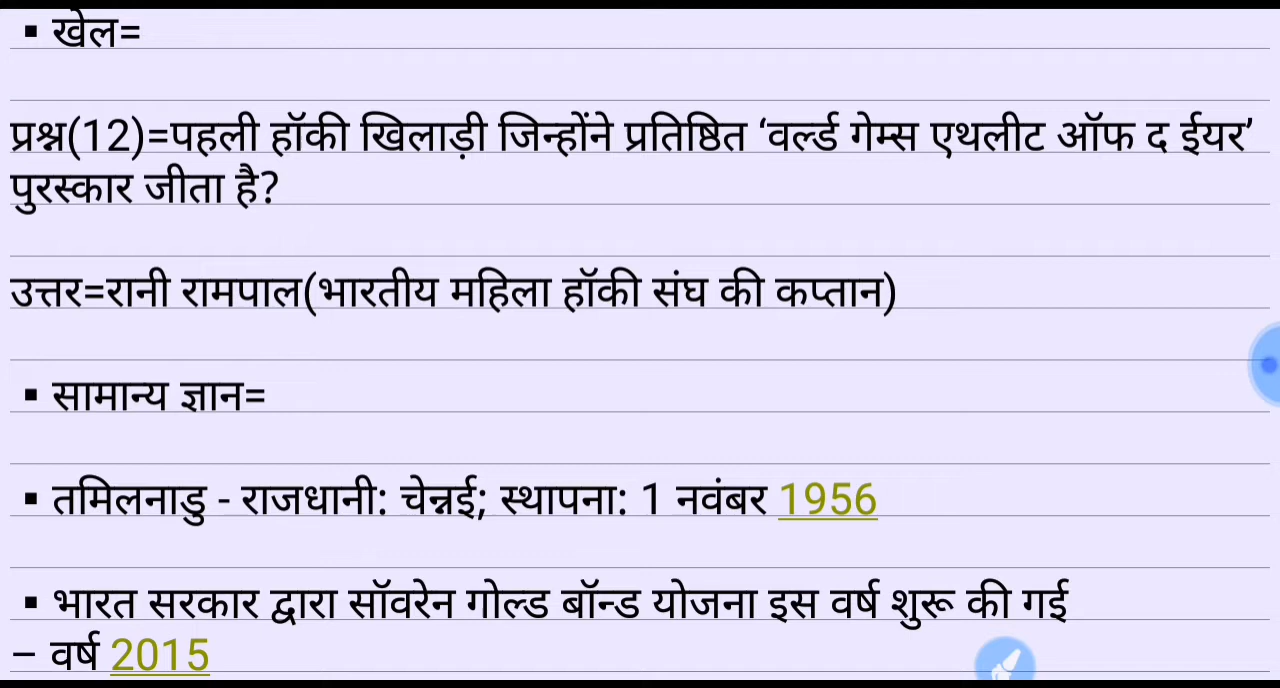 ▪ खेल=
प्रश्न(12)=पहली हॉकी खिलाड़ी जिन्होंने प्रतिष्ठित ‘वर्ल्ड गेम्स एथलीट ऑफ द ईयर’
पुरस्कार जीता है?
उत्तर=रानी रामपाल(भारतीय महिला हॉकी संघ की कप्तान)
▪ सामान्य ज्ञान=
▪ तमिलनाडु - राजधानी: चेन्नई; स्थापना: 1 नवंबर 1956
▪ भारत सरकार द्वारा सॉवरेन गोल्ड बॉन्ड योजना इस वर्ष शुरू की गई
– वर्ष 2015